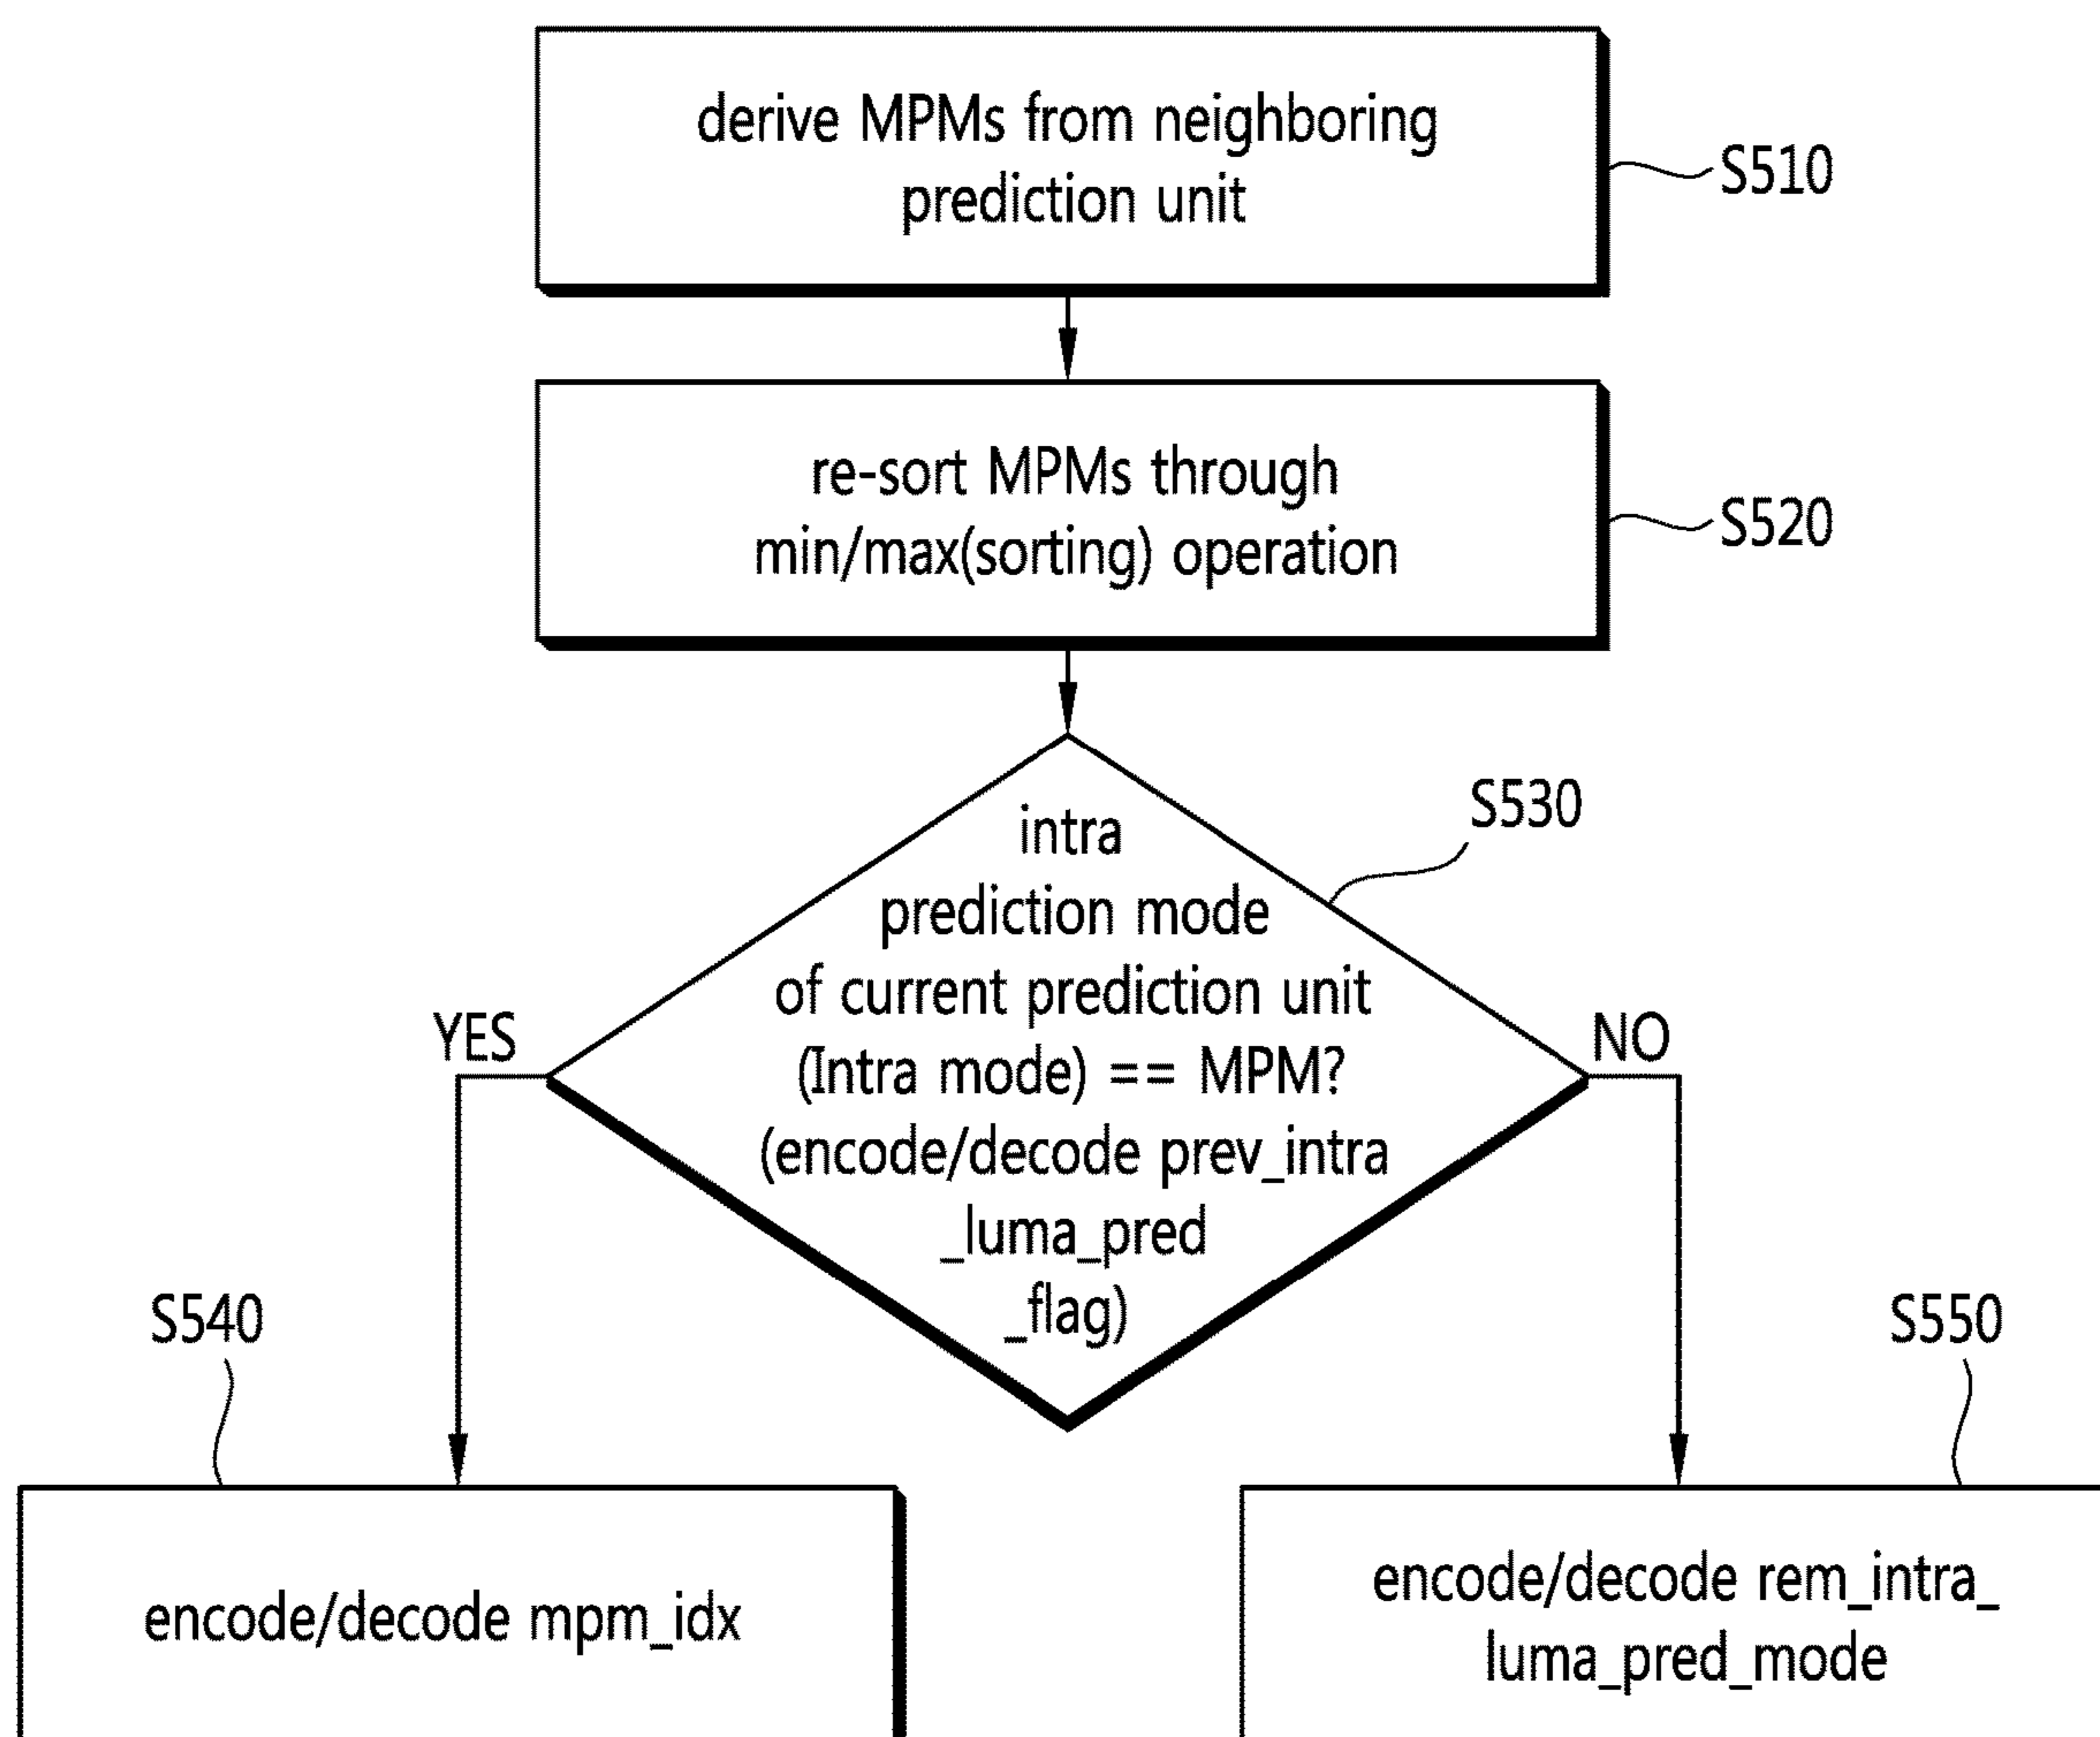 derive MPMs from neighboring
prediction unit
S510
re-sort MPMs through
min/max(sorting) operation
S520
intra
prediction mode
of current prediction unit
(Intra mode) == MPM?
(encode/decode prev_intra
_luma_pred
_flag)
S530
YES
NO
S540
encode/decode mpm_idx
S550
encode/decode rem_intra_
luma_pred_mode